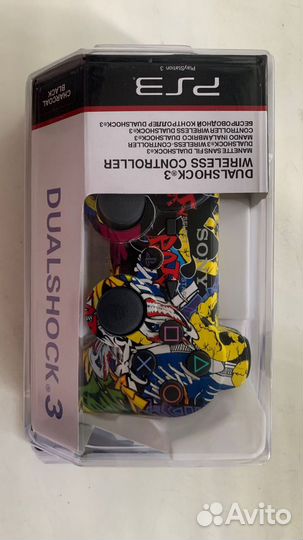 PlayStation 3
PS3
CHARCOAL
BLACK
DUALSHOCK®3
WIRELESS CONTROLLER
MANETTE SANS FIL DUALSHOCK®3
DUALSHOCK®3 WIRELESS-CONTROLLER
MANDO INALÁMBRICO DUALSHOCK®3
CONTROLLER WIRELESS DUALSHOCK®3
БЕСПРОВОДНОЙ КОНТРОЛЛЕР DUALSHOCK®3
DUALSHOCK®3
SONY
Avito